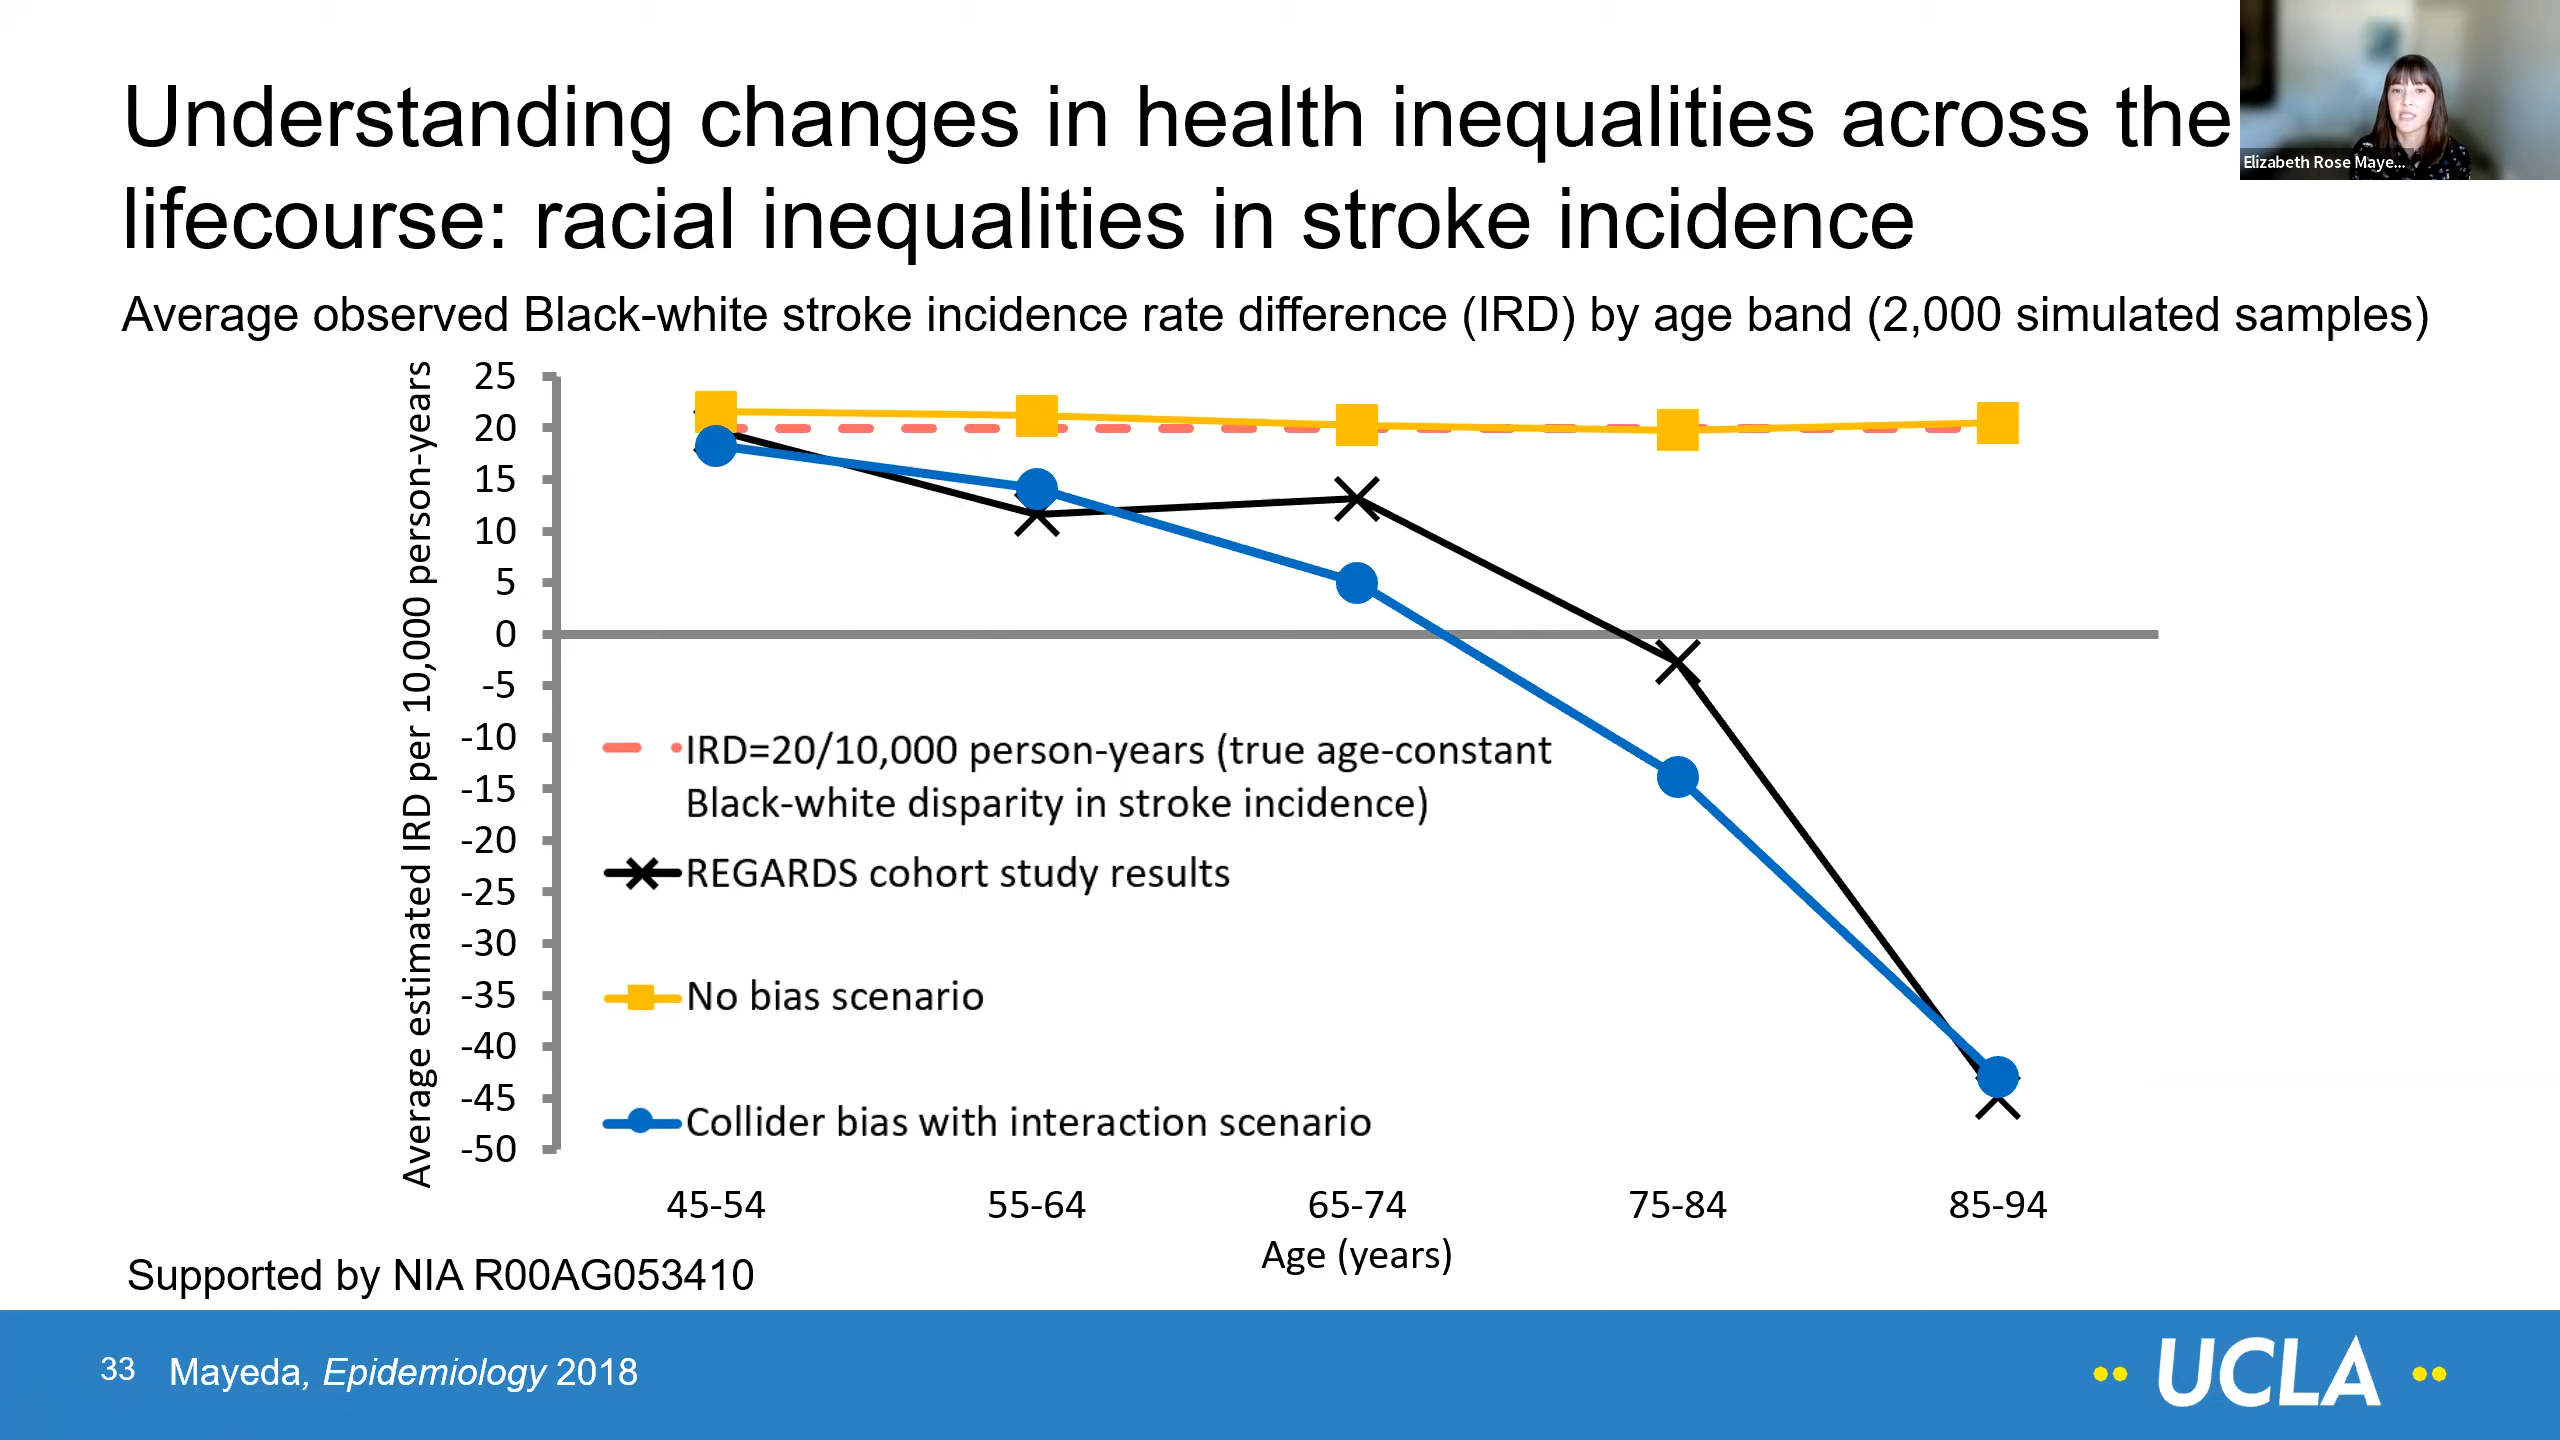 Understanding changes in health inequalities across the
lifecourse: racial inequalities in stroke incidence
Elizabeth Rose Maye...
Average observed Black-white stroke incidence rate difference (IRD) by age band (2,000 simulated samples)
Average estimated IRD per 10,000 person-years
25
20
15
10
5
0
-5
-10
-15
-20
-25
-30
-35
-40
-45
-50
IRD=20/10,000 person-years (true age-constant
Black-white disparity in stroke incidence)
REGARDS cohort study results
No bias scenario
Collider bias with interaction scenario
45-54 55-64 65-74 75-84 85-94
Age (years)
Supported by NIA R00AG053410
33 Mayeda, Epidemiology 2018
UCLA